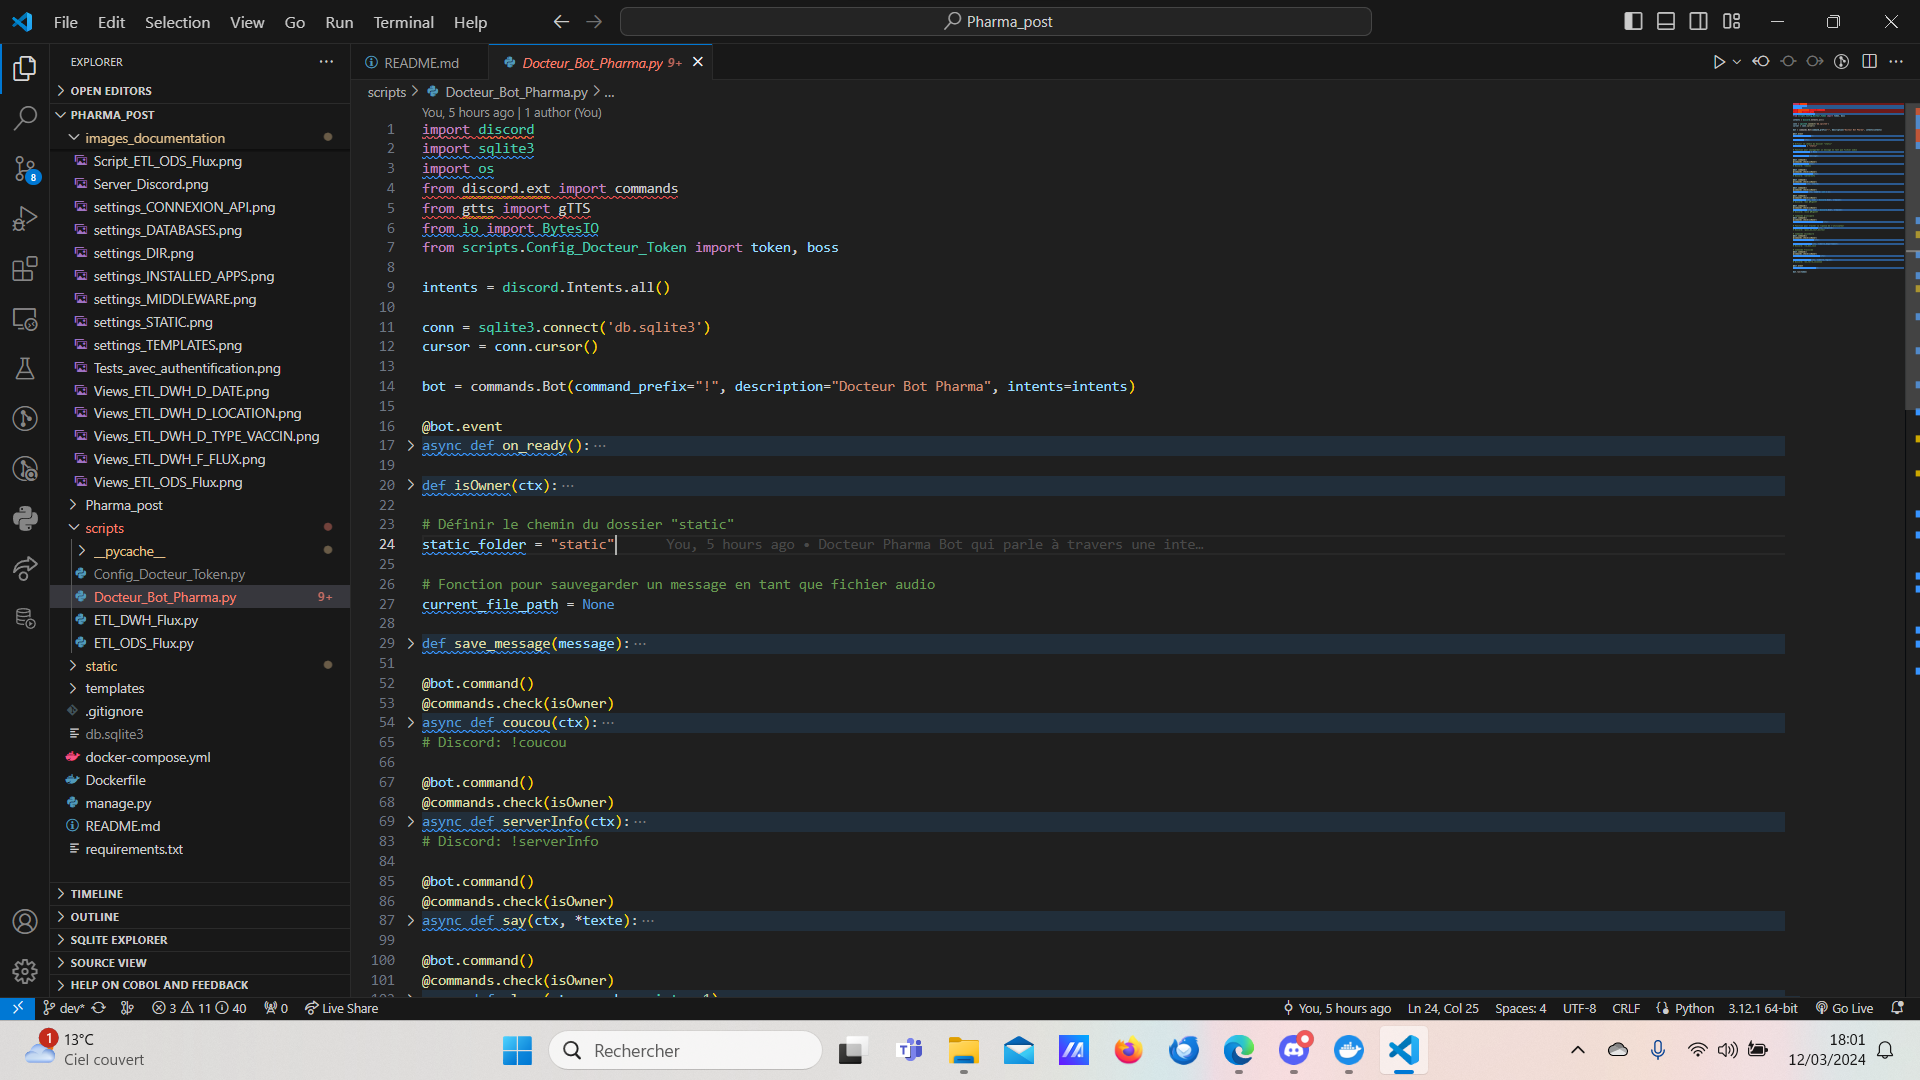 File Edit Selection View Go Run Terminal Help
Pharma_post
EXPLORER
OPEN EDITORS
PHARMA_POST
images_documentation
Script_ETL_ODS_Flux.png
Server_Discord.png
settings_CONNEXION_API.png
settings_DATABASES.png
settings_DIR.png
settings_INSTALLED_APPS.png
settings_MIDDLEWARE.png
settings_STATIC.png
settings_TEMPLATES.png
Tests_avec_authentification.png
Views_ETL_DWH_D_DATE.png
Views_ETL_DWH_D_LOCATION.png
Views_ETL_DWH_D_TYPE_VACCIN.png
Views_ETL_DWH_F_FLUX.png
Views_ETL_ODS_Flux.png
Pharma_post
scripts
__pycache__
Config_Docteur_Token.py
Docteur_Bot_Pharma.py 9+
ETL_DWH_Flux.py
ETL_ODS_Flux.py
static
templates
.gitignore
db.sqlite3
docker-compose.yml
Dockerfile
manage.py
README.md
requirements.txt
TIMELINE
OUTLINE
SQLITE EXPLORER
SOURCE VIEW
HELP ON COBOL AND FEEDBACK
8
README.md
Docteur_Bot_Pharma.py 9+
scripts > Docteur_Bot_Pharma.py > ...
You, 5 hours ago | 1 author (You)
1 import discord
2 import sqlite3
3 import os
4 from discord.ext import commands
5 from gtts import gTTS
6 from io import BytesIO
7 from scripts.Config_Docteur_Token import token, boss
8
9 intents = discord.Intents.all()
10
11 conn = sqlite3.connect('db.sqlite3')
12 cursor = conn.cursor()
13
14 bot = commands.Bot(command_prefix="!", description="Docteur Bot Pharma", intents=intents)
15
16 @bot.event
17 async def on_ready(): ...
19
20 def isOwner(ctx): ...
22
23 # Définir le chemin du dossier "static"
24 static_folder = "static" You, 5 hours ago • Docteur Pharma Bot qui parle à travers une inte…
25
26 # Fonction pour sauvegarder un message en tant que fichier audio
27 current_file_path = None
28
29 def save_message(message): ...
51
52 @bot.command()
53 @commands.check(isOwner)
54 async def coucou(ctx): ...
65 # Discord: !coucou
66
67 @bot.command()
68 @commands.check(isOwner)
69 async def serverInfo(ctx): ...
83 # Discord: !serverInfo
84
85 @bot.command()
86 @commands.check(isOwner)
87 async def say(ctx, *texte): ...
99
100 @bot.command()
101 @commands.check(isOwner)
dev* 3 11 40 0 Live Share You, 5 hours ago Ln 24, Col 25 Spaces: 4 UTF-8 CRLF Python 3.12.1 64-bit Go Live
1
13°C
Ciel couvert
Rechercher
18:01
12/03/2024